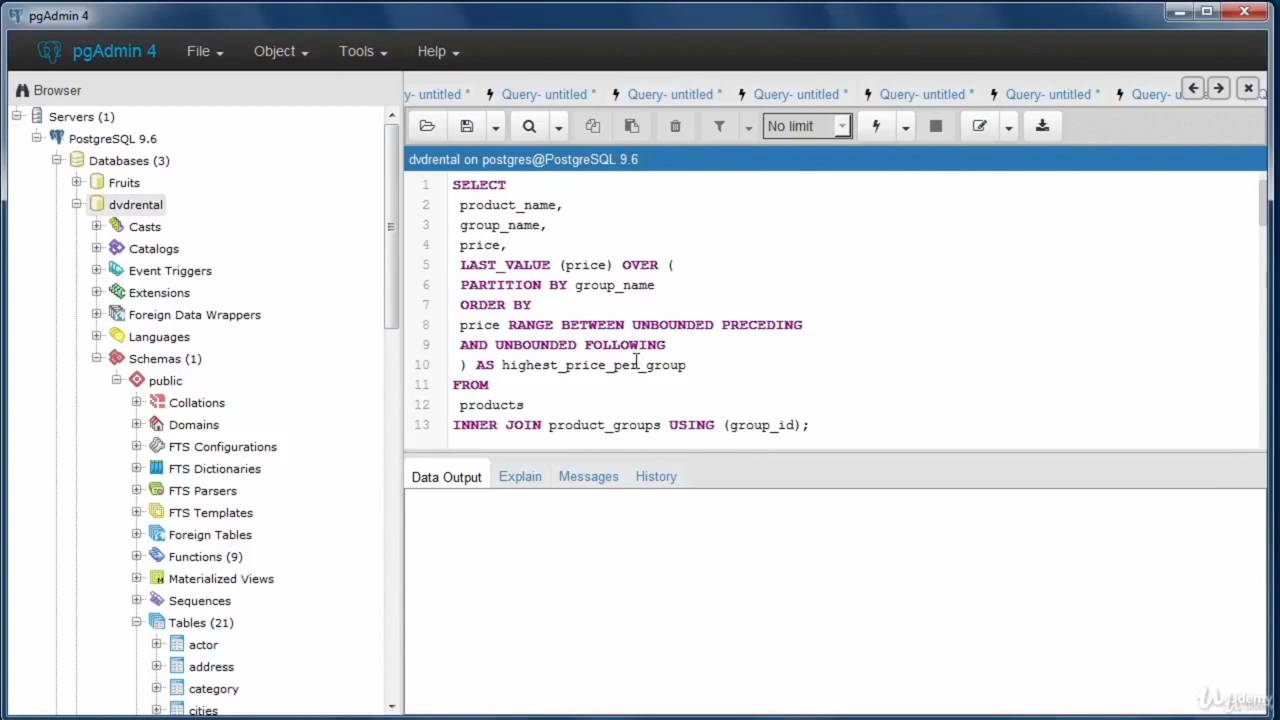 pgAdmin 4
pgAdmin 4 File Object Tools Help
Browser
Servers (1)
PostgreSQL 9.6
Databases (3)
Fruits
dvdrental
Casts
Catalogs
Event Triggers
Extensions
Foreign Data Wrappers
Languages
Schemas (1)
public
Collations
Domains
FTS Configurations
FTS Dictionaries
FTS Parsers
FTS Templates
Foreign Tables
Functions (9)
Materialized Views
Sequences
Tables (21)
actor
address
category
cities
y- untitled * Query- untitled * Query- untitled * Query- untitled * Query- untitled * Query- untitled * Query- u
No limit
dvdrental on postgres@PostgreSQL 9.6
1 SELECT
2 product_name,
3 group_name,
4 price,
5 LAST_VALUE (price) OVER (
6 PARTITION BY group_name
7 ORDER BY
8 price RANGE BETWEEN UNBOUNDED PRECEDING
9 AND UNBOUNDED FOLLOWING
10 ) AS highest_price_per_group
11 FROM
12 products
13 INNER JOIN product_groups USING (group_id);
Data Output Explain Messages History
Udemy